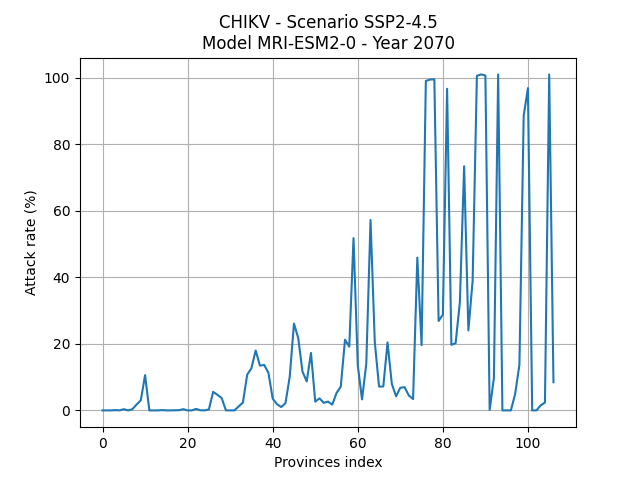 CHIKV - Scenario SSP2-4.5
Model MRI-ESM2-0 - Year 2070
100
80
60
40
20
0
Attack rate (%)
0 20 40 60 80 100
Provinces index